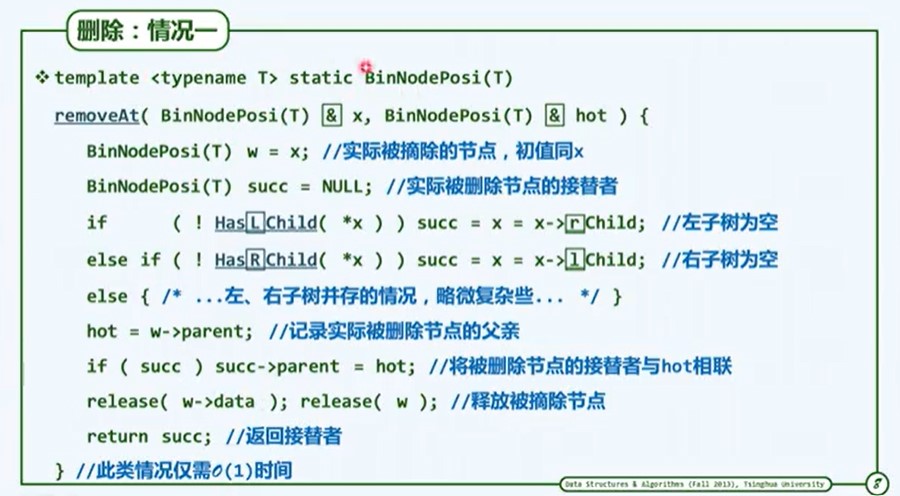 删除：情况一
❖ template <typename T> static BinNodePosi(T)
removeAt( BinNodePosi(T) & x, BinNodePosi(T) & hot ) {
BinNodePosi(T) w = x; //实际被摘除的节点，初值同x
BinNodePosi(T) succ = NULL; //实际被删除节点的接替者
if ( ! HasLChild( *x ) ) succ = x = x->rChild; //左子树为空
else if ( ! HasRChild( *x ) ) succ = x = x->lChild; //右子树为空
else { /* ...左、右子树并存的情况，略微复杂些... */ }
hot = w->parent; //记录实际被删除节点的父亲
if ( succ ) succ->parent = hot; //将被删除节点的接替者与hot相联
release( w->data ); release( w ); //释放被摘除节点
return succ; //返回接替者
} //此类情况仅需O(1)时间
Data Structures & Algorithms (Fall 2013), Tsinghua University
8